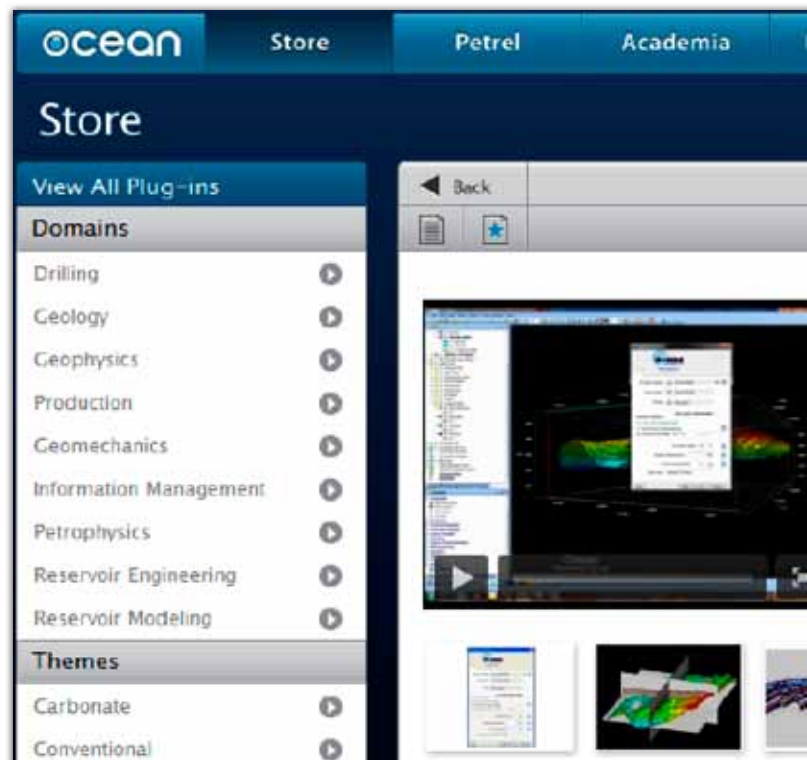 ocean
Store
Petrel
Academia
Store
View All Plug-ins
Domains
Drilling
Geology
Geophysics
Production
Geomechanics
Information Management
Petrophysics
Reservoir Engineering
Reservoir Modeling
Themes
Carbonate
Conventional
Back